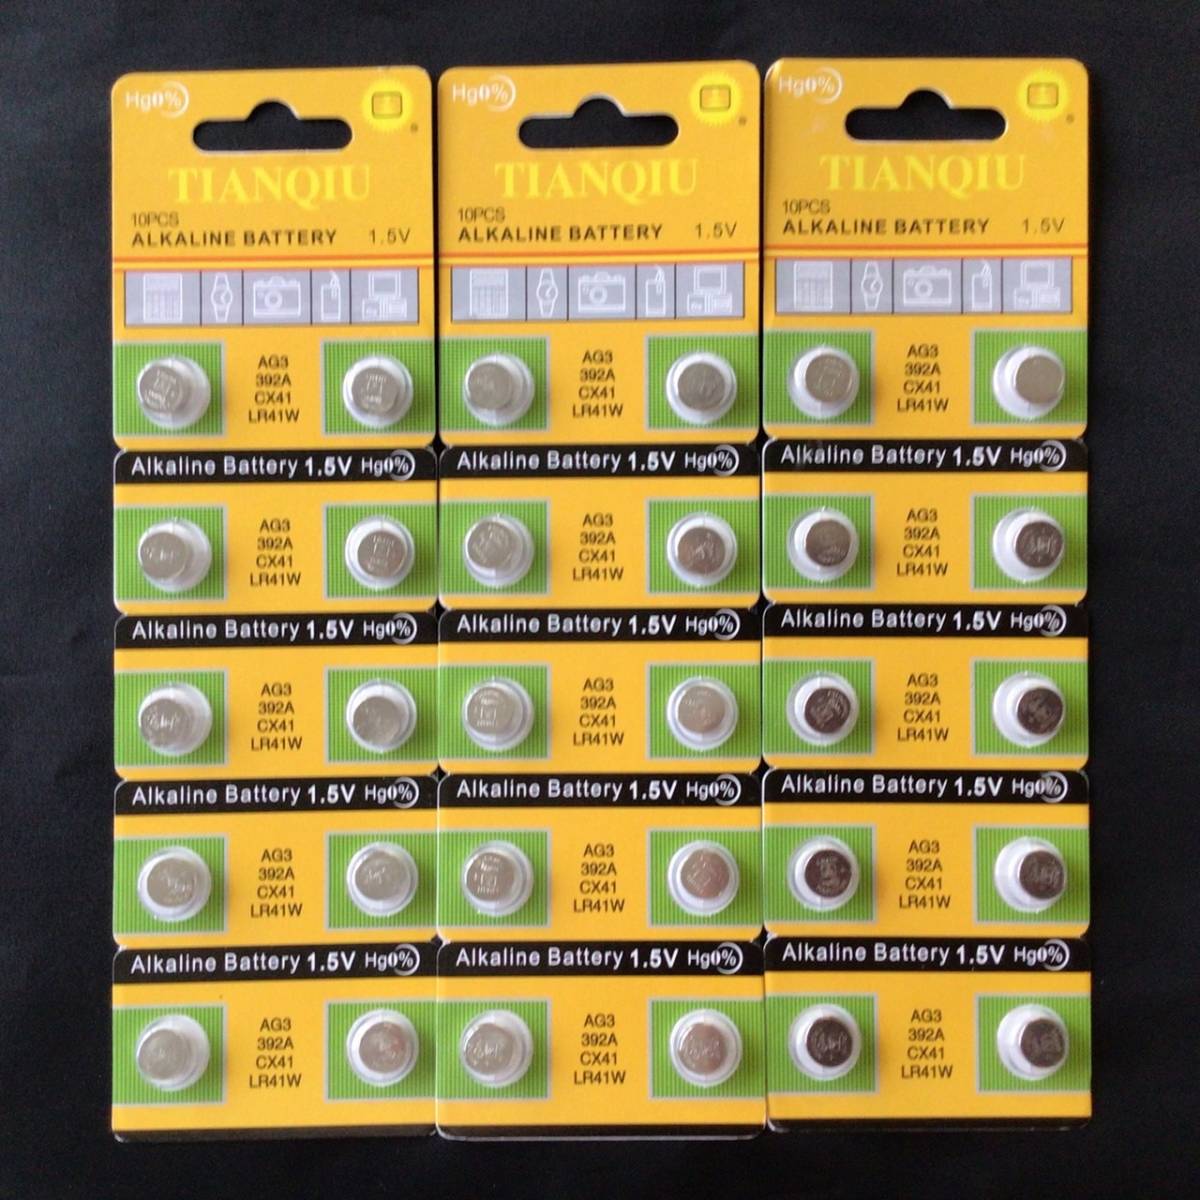 Hg0%
TIANQIU
10PCS
ALKALINE BATTERY 1.5V
AG3
392A
CX41
LR41W
Alkaline Battery 1.5V Hg0%
AG3
392A
CX41
LR41W
Alkaline Battery 1.5V Hg0%
AG3
392A
CX41
LR41W
Alkaline Battery 1.5V Hg0%
AG3
392A
CX41
LR41W
Alkaline Battery 1.5V Hg0%
AG3
392A
CX41
LR41W
Hg0%
TIANQIU
10PCS
ALKALINE BATTERY 1.5V
AG3
392A
CX41
LR41W
Alkaline Battery 1.5V Hg0%
AG3
392A
CX41
LR41W
Alkaline Battery 1.5V Hg0%
AG3
392A
CX41
LR41W
Alkaline Battery 1.5V Hg0%
AG3
392A
CX41
LR41W
Alkaline Battery 1.5V Hg0%
AG3
392A
CX41
LR41W
Hg0%
TIANQIU
10PCS
ALKALINE BATTERY 1.5V
AG3
392A
CX41
LR41W
Alkaline Battery 1.5V Hg0%
AG3
392A
CX41
LR41W
Alkaline Battery 1.5V Hg0%
AG3
392A
CX41
LR41W
Alkaline Battery 1.5V Hg0%
AG3
392A
CX41
LR41W
Alkaline Battery 1.5V Hg0%
AG3
392A
CX41
LR41W